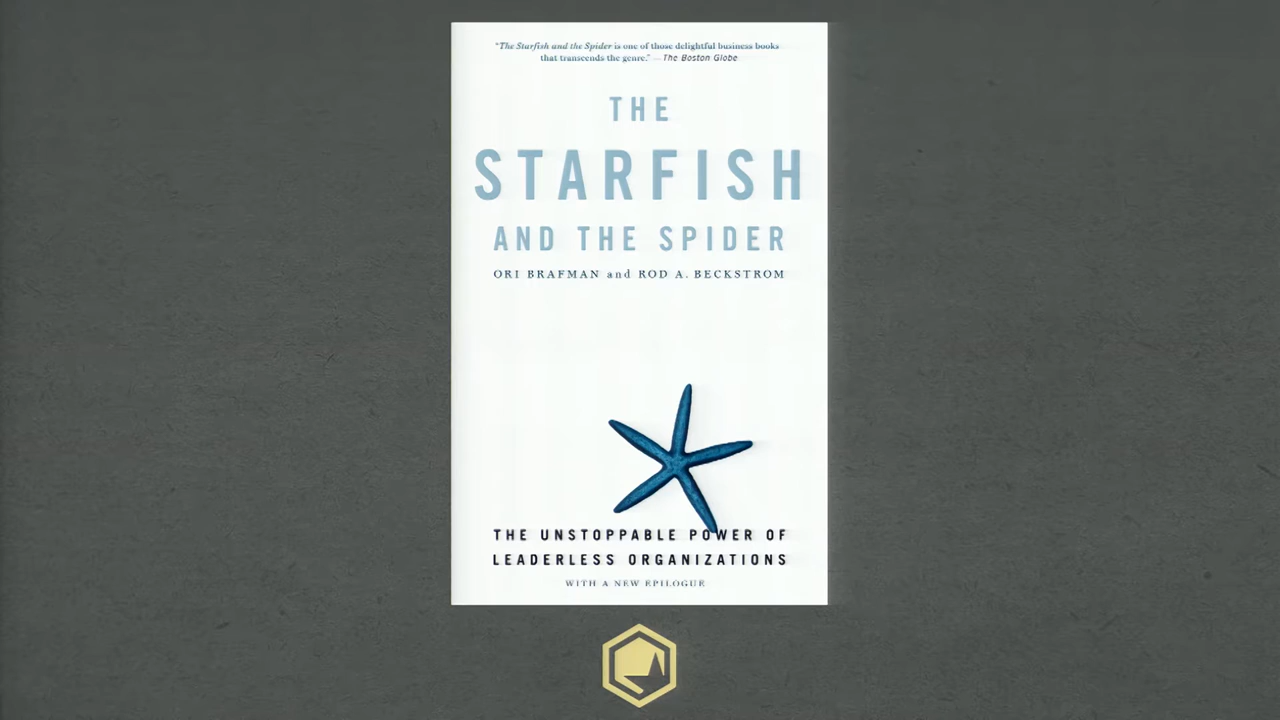 “The Starfish and the Spider is one of those delightful business books
that transcends the genre.” —The Boston Globe
THE
STARFISH
AND THE SPIDER
ORI BRAFMAN and ROD A. BECKSTROM
THE UNSTOPPABLE POWER OF
LEADERLESS ORGANIZATIONS
WITH A NEW EPILOGUE